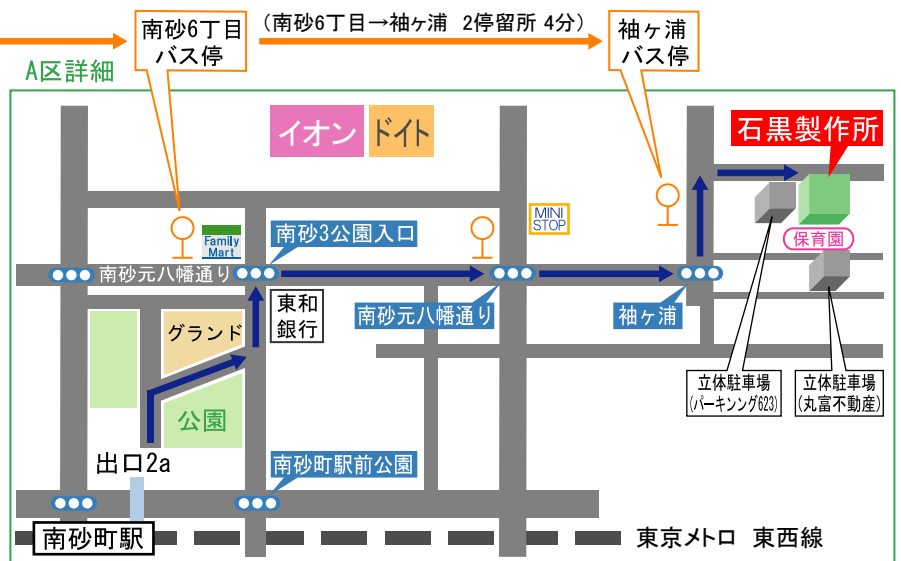 南砂6丁目
バス停
(南砂6丁目→袖ヶ浦 2停留所 4分)
袖ヶ浦
バス停
A区詳細
イオン
ドイト
石黒製作所
MINI
STOP
Family
Mart
南砂3公園入口
保育園
南砂元八幡通り
東和
銀行
南砂元八幡通り
袖ヶ浦
グランド
公園
立体駐車場
(パーキンング623)
立体駐車場
(丸富不動産)
出口2a
南砂町駅前公園
南砂町駅
東京メトロ 東西線